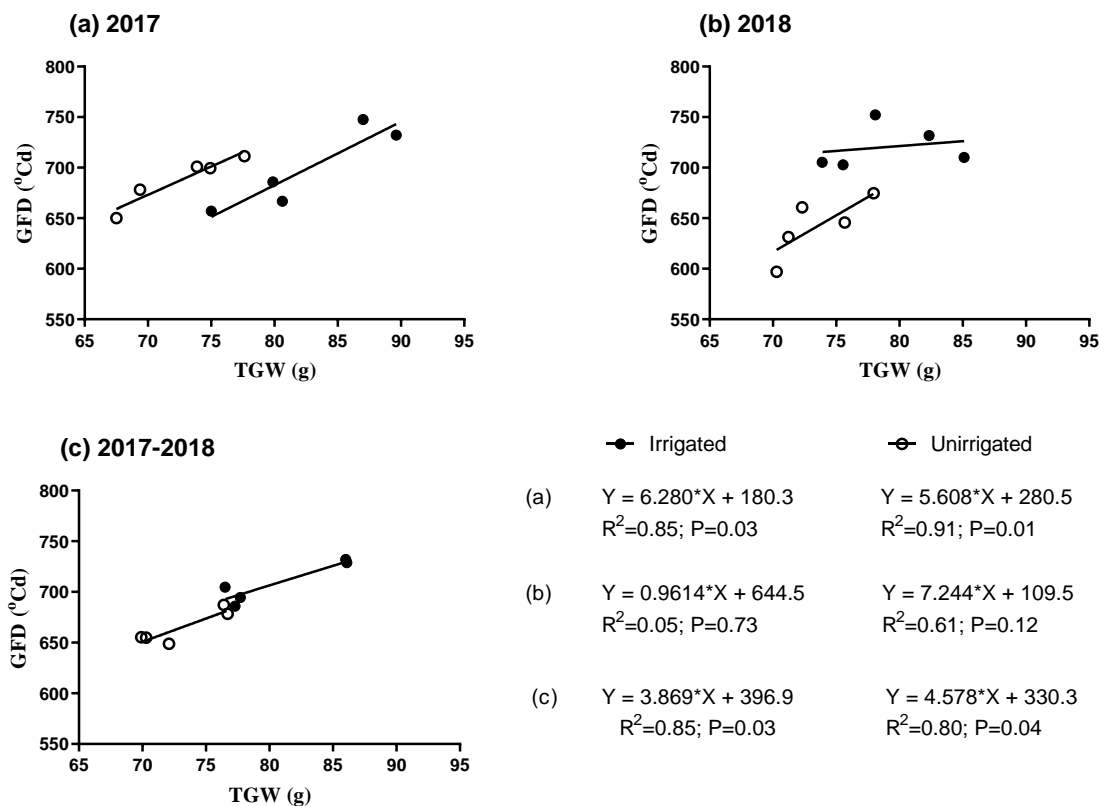 (a) 2017
GFD (°Cd)
800
750
700
650
600
550
65 70 75 80 85 90 95
TGW (g)
(b) 2018
GFD (°Cd)
800
750
700
650
600
550
65 70 75 80 85 90 95
TGW (g)
(c) 2017-2018
GFD (°Cd)
800
750
700
650
600
550
65 70 75 80 85 90 95
TGW (g)
Irrigated Unirrigated
(a) Y = 6.280*X + 180.3 Y = 5.608*X + 280.5
R²=0.85; P=0.03 R²=0.91; P=0.01
(b) Y = 0.9614*X + 644.5 Y = 7.244*X + 109.5
R²=0.05; P=0.73 R²=0.61; P=0.12
(c) Y = 3.869*X + 396.9 Y = 4.578*X + 330.3
R²=0.85; P=0.03 R²=0.80; P=0.04